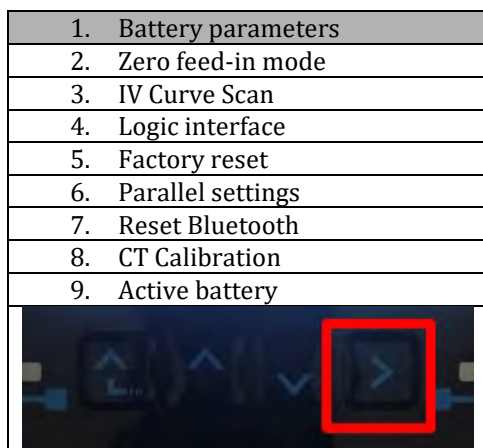 1. Battery parameters
2. Zero feed-in mode
3. IV Curve Scan
4. Logic interface
5. Factory reset
6. Parallel settings
7. Reset Bluetooth
8. CT Calibration
9. Active battery